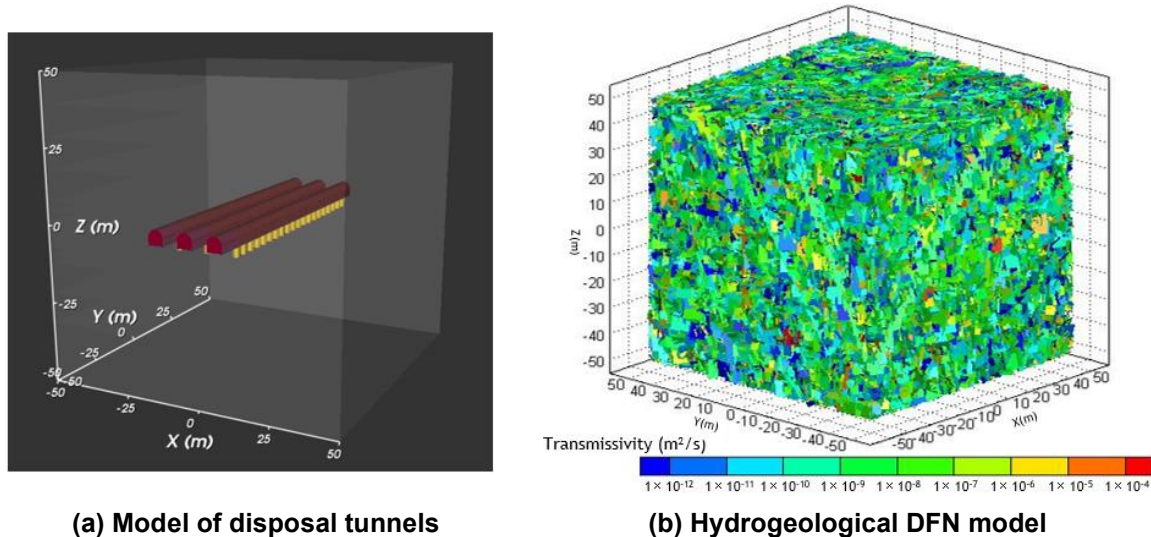 50
25
Z (m)
0
-25
-50
Y (m)
50
25
0
-25
-50
-50
-25
0
X (m)
25
50
50
40
30
20
10
0
-10
-20
-30
-40
-50
Z(m)
50 40 30 20 10 0 -10 -20 -30 -40 -50
Y(m)
-50 -40 -30 -20 -10 0 10 20 30 40 50
X(m)
Transmissivity (m²/s)
1×10⁻¹² 1×10⁻¹¹ 1×10⁻¹⁰ 1×10⁻⁹ 1×10⁻⁸ 1×10⁻⁷ 1×10⁻⁶ 1×10⁻⁵ 1×10⁻⁴
(a) Model of disposal tunnels
(b) Hydrogeological DFN model